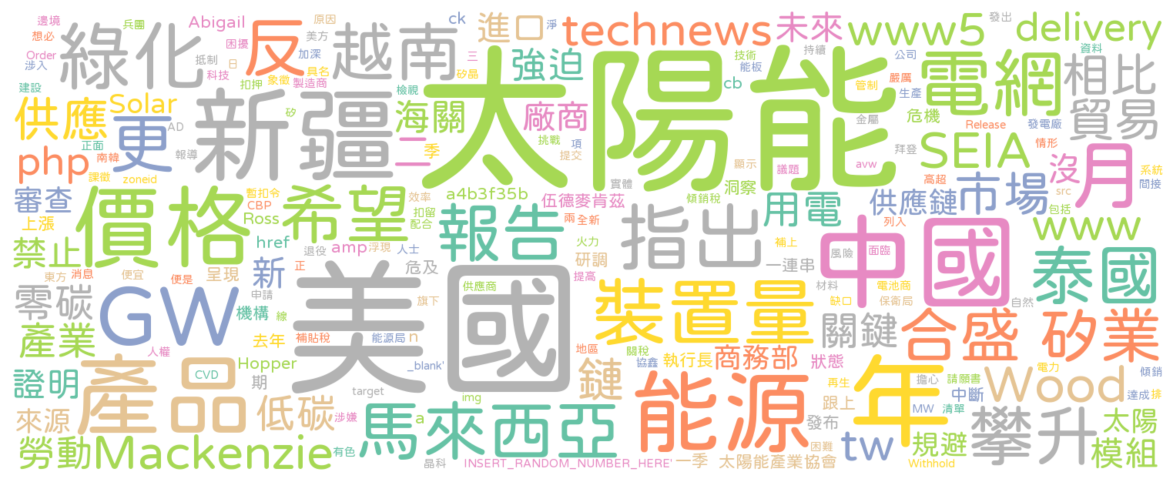 邊境 Abigail ck 進口 technews 未來 www5 delivery
想必 兵團 原因 美方 日 三
Order 困擾 加深 綠化 反 越南 強迫 太陽能 電網 相比
涉入 抵制 科技 扣押 象徵 具名 製造商 檢視 矽晶 技術 持續 公司 發出 資料
建設 供應 Solar 更 矽 新疆 海關 廠商 能板 cb 淨 管制 嚴厲 生產 危機 貿易
正面 AD 二 季 挑戰 項 金屬 Release 發電廠
php 南韓 報導 提交 顯示 議題 avw 拜登 SEIA 情形 沒 月
課徵 zoneid 實體 傾銷稅 高超 系統 間接
審查 價格 暫扣令 效率 a4b3f35b 伍德麥肯茲 洞察 用電 供應鏈 市場 src
上漲 CBP Ross 希望 扣留 配合 報告 兩 全新 指出 列入 包括 www
禁止 href 退役 amp 浮現 人士 火力 補上 中國 風險 面臨
東方 消息 便宜 便是 呈現 新 正 危及 研調 一連串 提高 泰國
零碳 GW 申請 美國 旗下 供應商 裝置量 材料 缺口 電池商 保衛局 自然
產業 機構 線 去年 補貼稅 能源局 n 關稅 地區 協鑫 執行長 商務部 狀態 關鍵 合盛 矽業
人權 Hopper _blank'
證明 產品 CVD 期 target 鏈 能源 再生 擔心 年 請願書 中斷 Wood 電力 達成 傾銷 排
來源 低碳 涉嫌 img a 馬來西亞 跟上 發布 MW 清單 攀升 太陽
勞動 Mackenzie 有色 晶科 INSERT_RANDOM_NUMBER_HERE' 一季 太陽能產業協會 困難 tw 規避 Withhold 模組